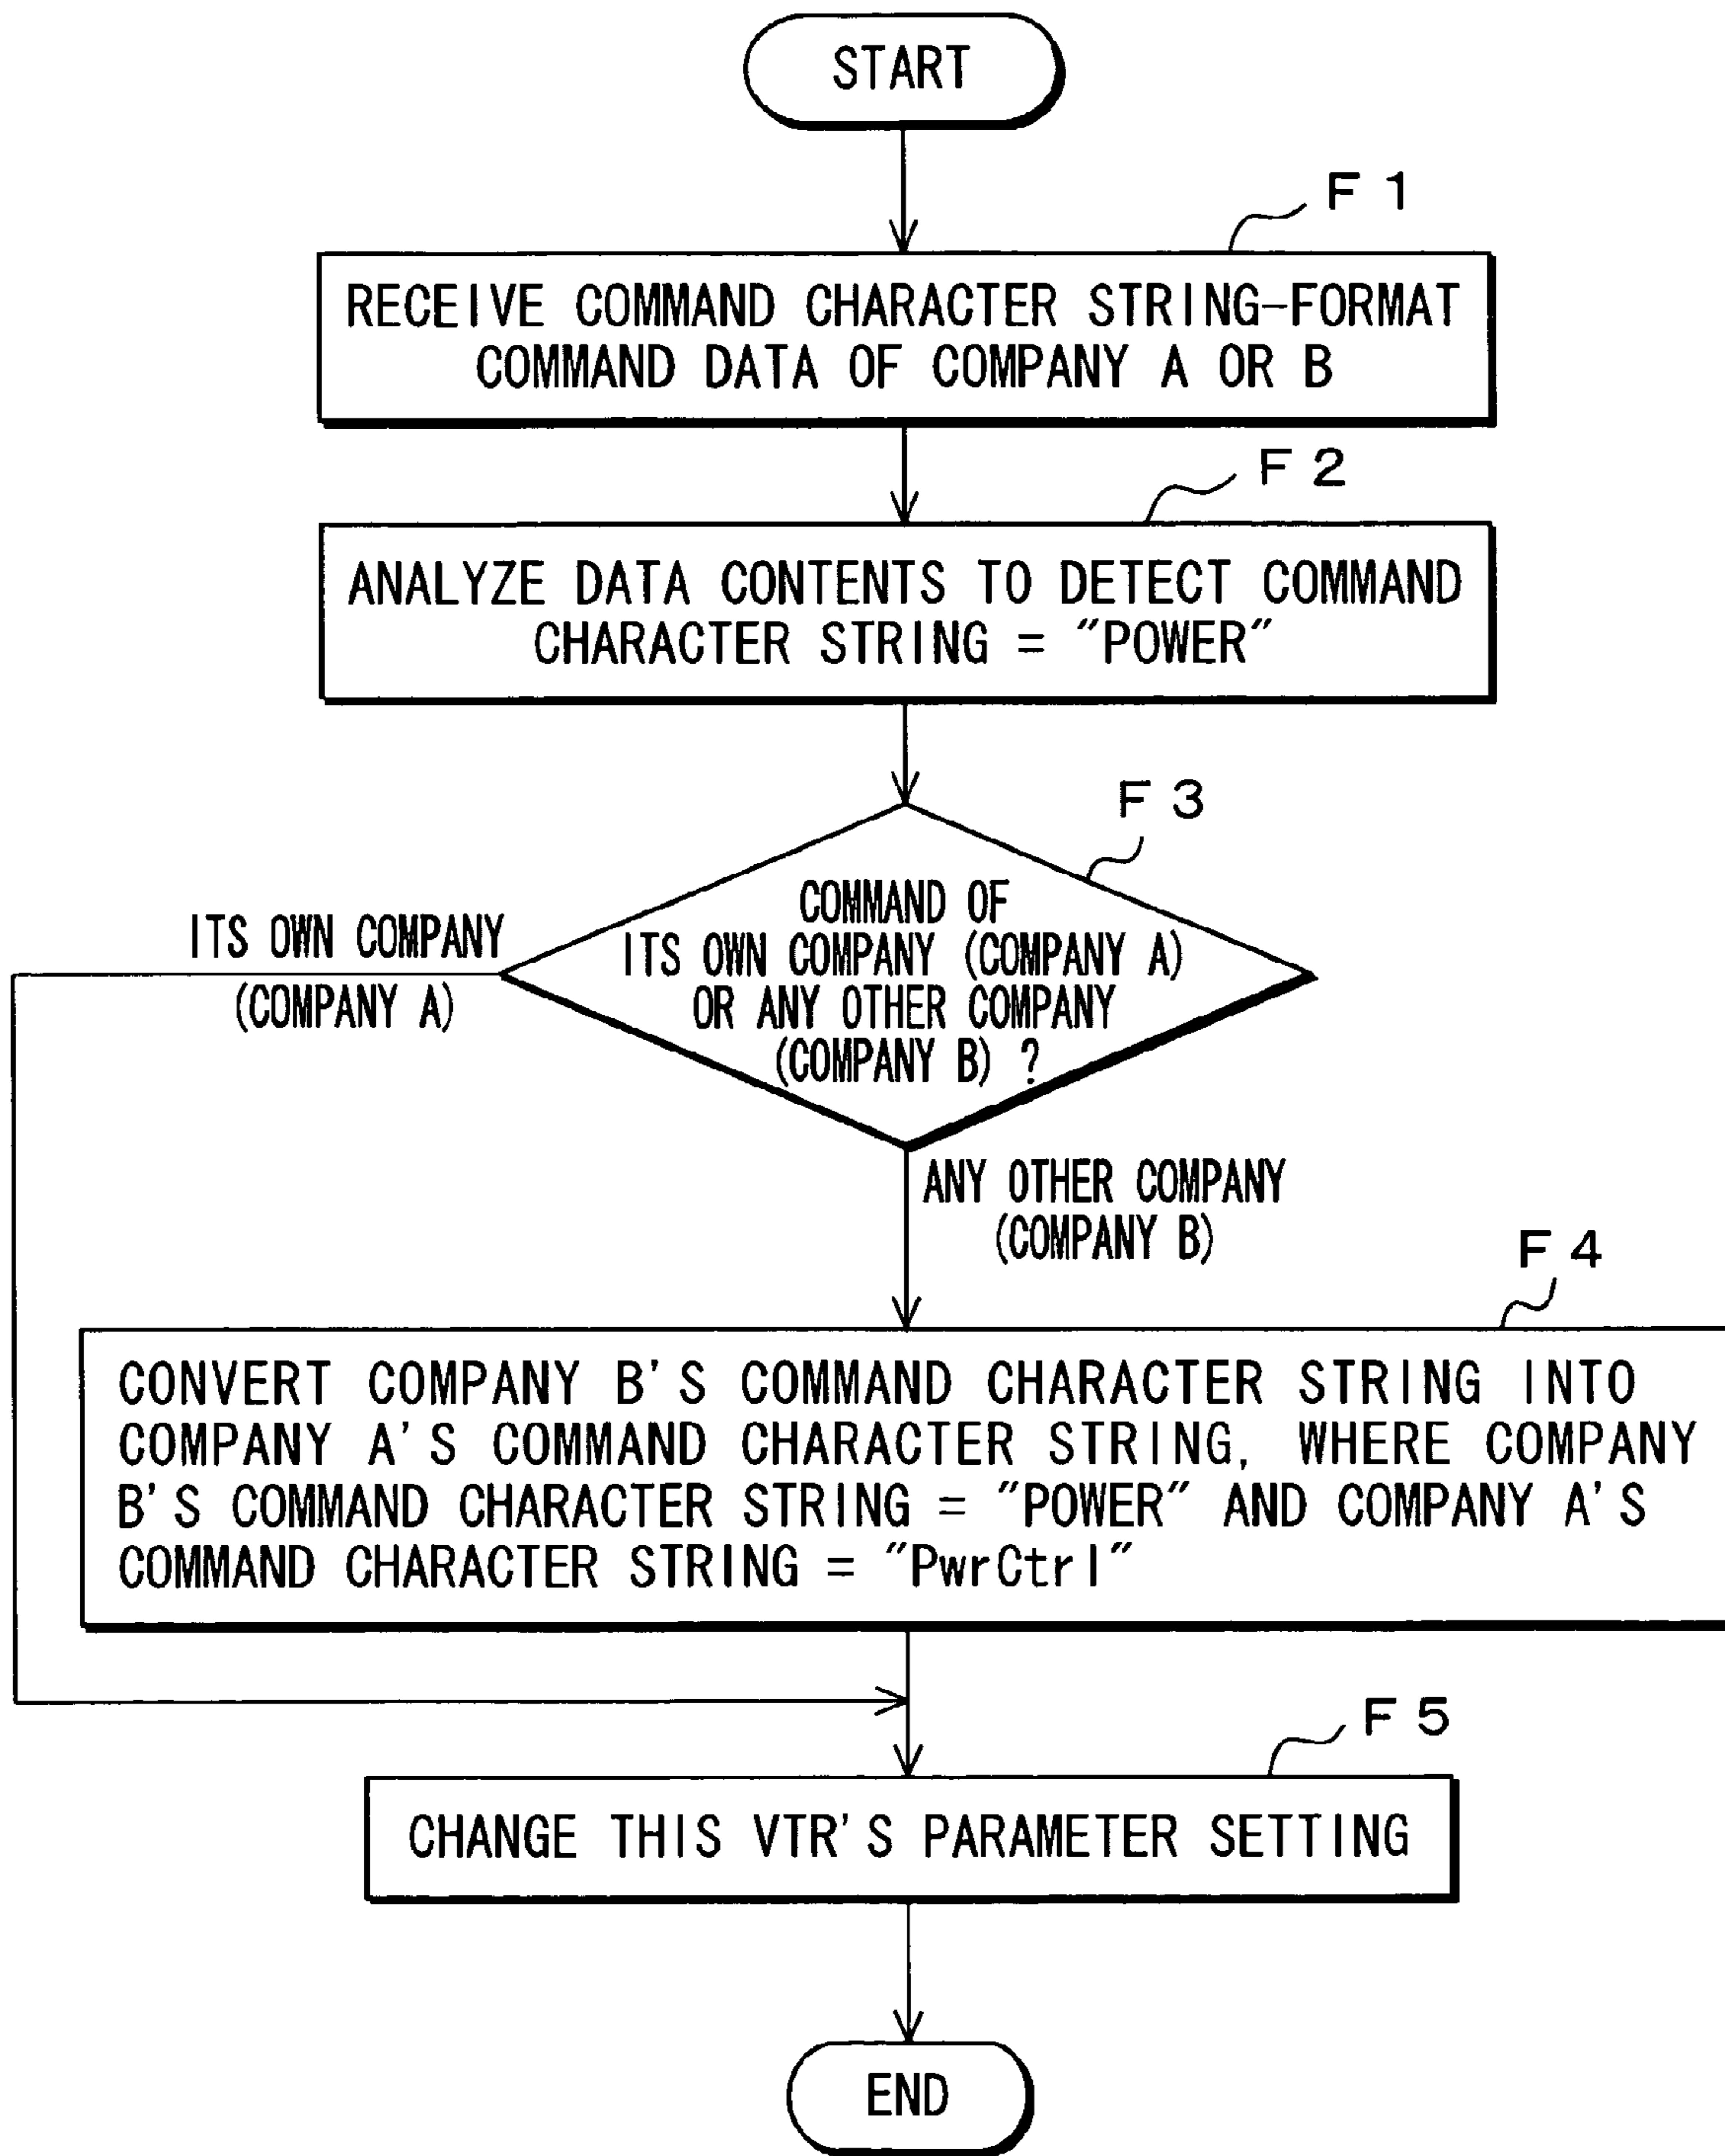 START
F 1
RECEIVE COMMAND CHARACTER STRING-FORMAT
COMMAND DATA OF COMPANY A OR B
F 2
ANALYZE DATA CONTENTS TO DETECT COMMAND
CHARACTER STRING = "POWER"
F 3
COMMAND OF
ITS OWN COMPANY (COMPANY A)
OR ANY OTHER COMPANY
(COMPANY B) ?
ITS OWN COMPANY
(COMPANY A)
ANY OTHER COMPANY
(COMPANY B)
F 4
CONVERT COMPANY B'S COMMAND CHARACTER STRING INTO
COMPANY A'S COMMAND CHARACTER STRING, WHERE COMPANY
B'S COMMAND CHARACTER STRING = "POWER" AND COMPANY A'S
COMMAND CHARACTER STRING = "PwrCtrl"
F 5
CHANGE THIS VTR'S PARAMETER SETTING
END